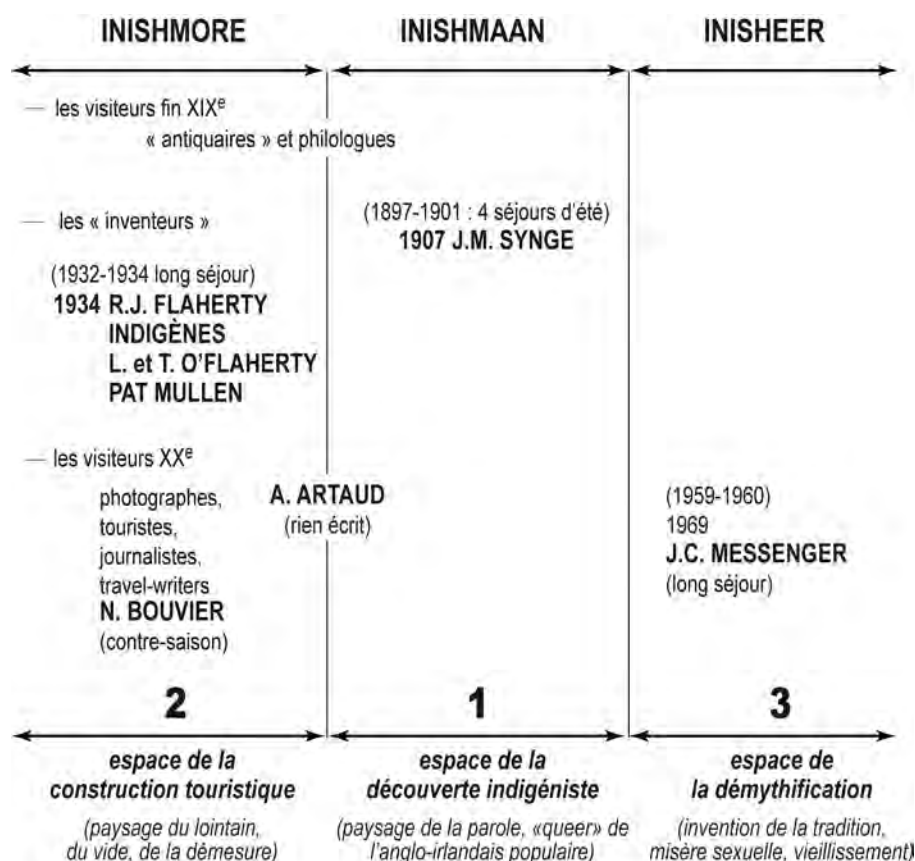 INISHMORE INISHMAAN INISHEER
— les visiteurs fin XIXe
« antiquaires » et philologues
— les « inventeurs »
(1897-1901 : 4 séjours d'été)
1907 J.M. SYNGE
(1932-1934 long séjour)
1934 R.J. FLAHERTY
INDIGÈNES
L. et T. O'FLAHERTY
PAT MULLEN
— les visiteurs XXe
photographes,
touristes,
journalistes,
travel-writers
N. BOUVIER
(contre-saison)
A. ARTAUD
(rien écrit)
(1959-1960)
1969
J.C. MESSENGER
(long séjour)
2 1 3
espace de la
construction touristique
(paysage du lointain,
du vide, de la démesure)
espace de la
découverte indigéniste
(paysage de la parole, «queer» de
l'anglo-irlandais populaire)
espace de
la démythification
(invention de la tradition,
misère sexuelle, vieillissement)